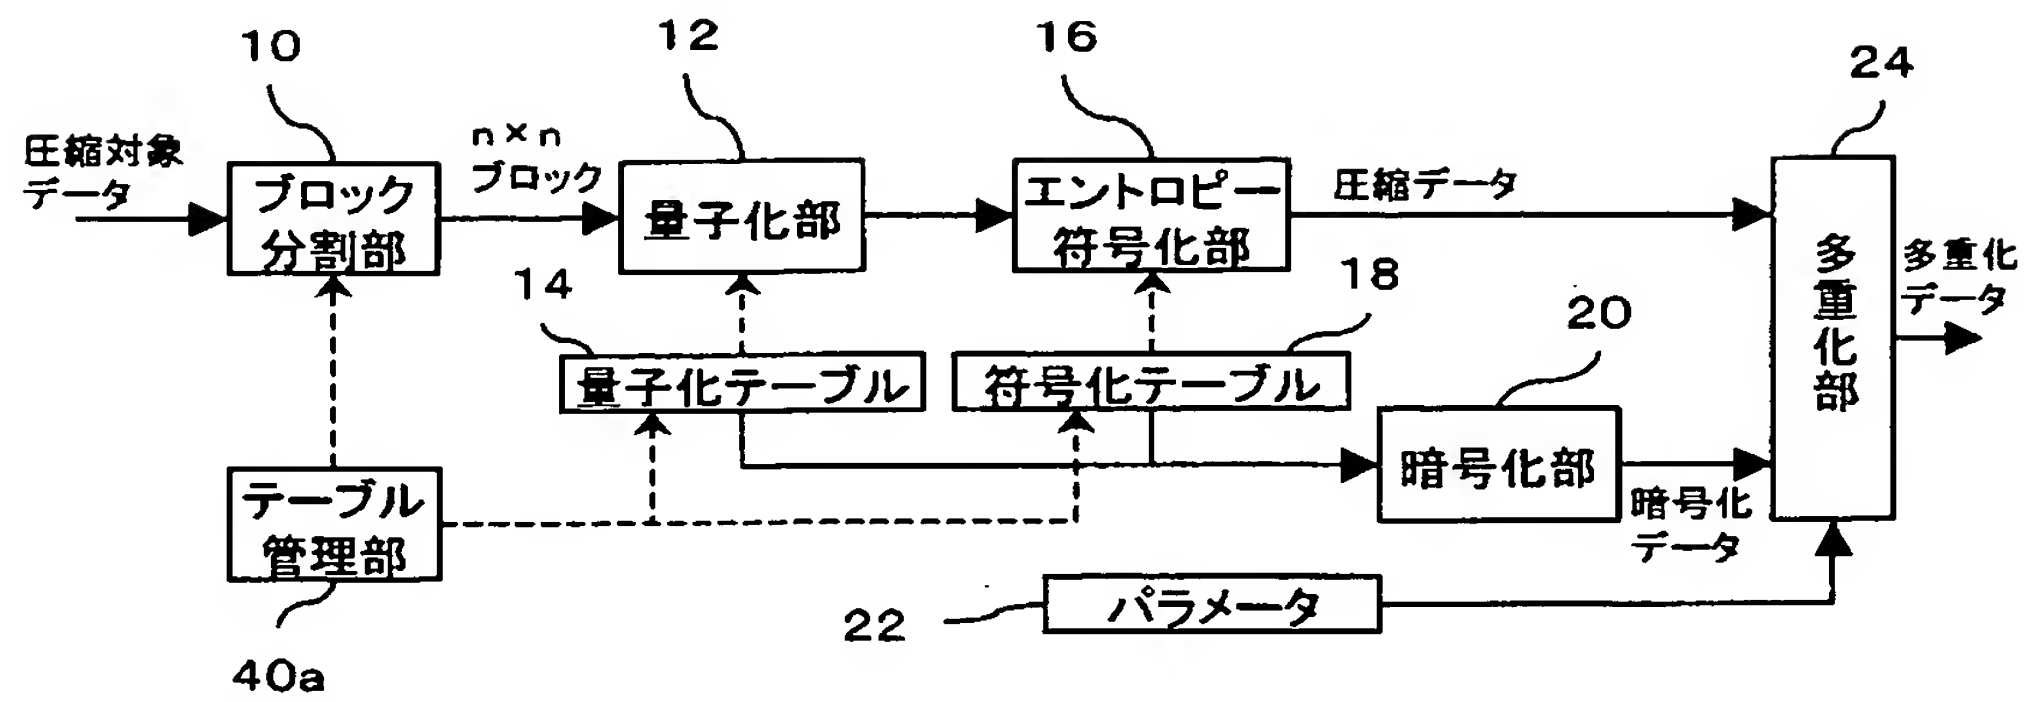 10
12
16
24
圧縮対象
データ
n×n
ブロック
ブロック
分割部
量子化部
エントロピー
符号化部
圧縮データ
多重化部
多重化
データ
14
18
20
量子化テーブル
符号化テーブル
暗号化部
暗号化
データ
テーブル
管理部
パラメータ
22
40a